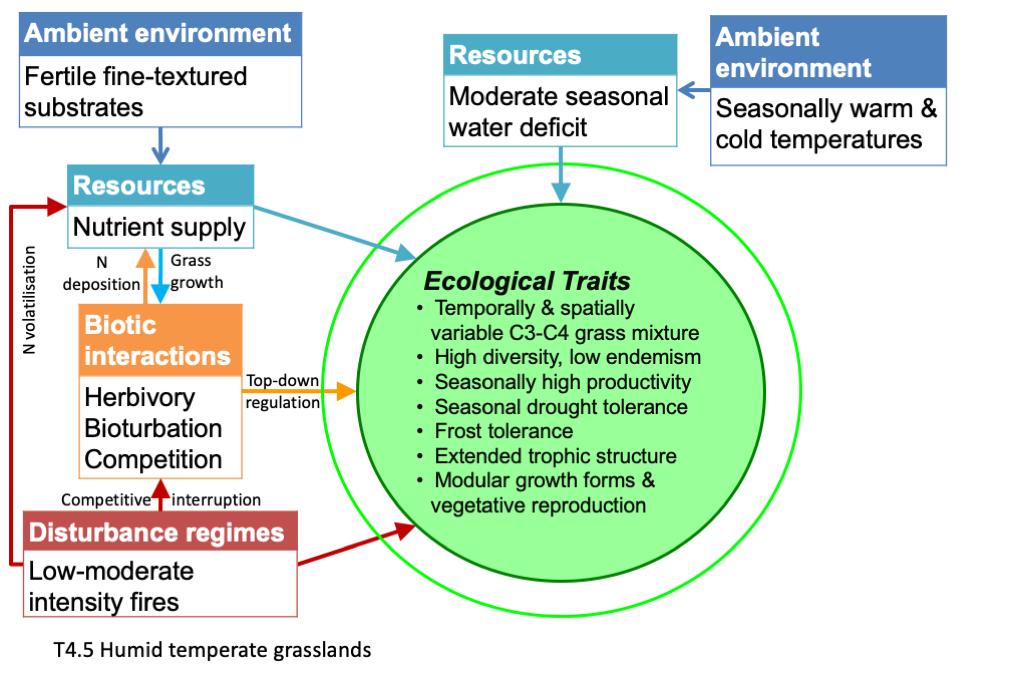 Ambient environment
Fertile fine-textured
substrates
Resources
Moderate seasonal
water deficit
Ambient
environment
Seasonally warm &
cold temperatures
Resources
Nutrient supply
N volatilisation
N
deposition
Grass
growth
Biotic
interactions
Herbivory
Bioturbation
Competition
Top-down
regulation
Competitive interruption
Disturbance regimes
Low-moderate
intensity fires
Ecological Traits
• Temporally & spatially
variable C3-C4 grass mixture
• High diversity, low endemism
• Seasonally high productivity
• Seasonal drought tolerance
• Frost tolerance
• Extended trophic structure
• Modular growth forms &
vegetative reproduction
T4.5 Humid temperate grasslands